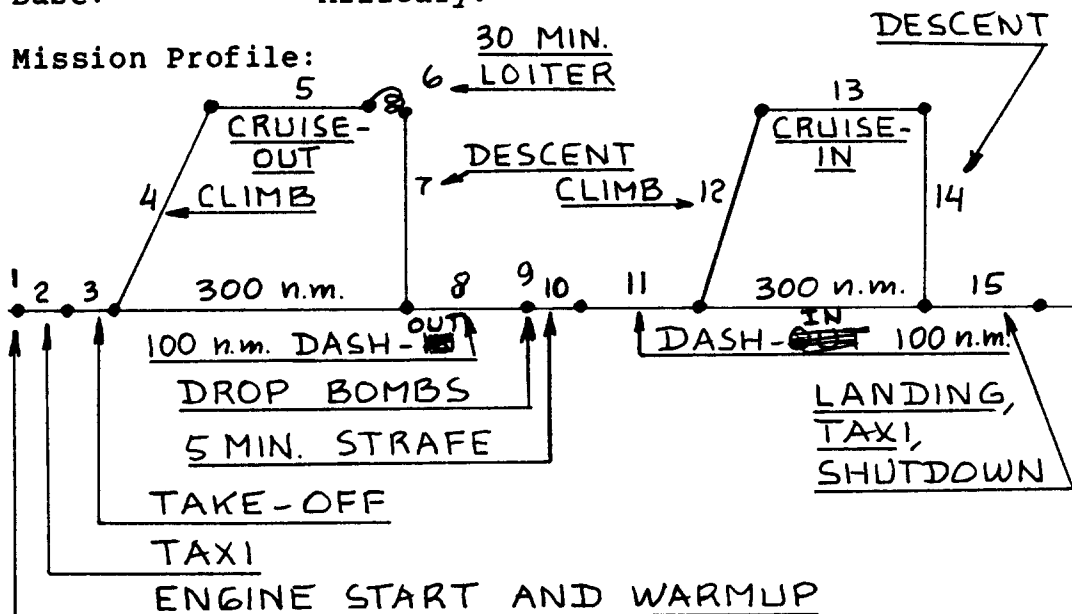 Mission Profile:
30 MIN.
LOITER
DESCENT
5
6
13
CRUISE-
OUT
CRUISE-
IN
4
CLIMB
7
DESCENT
CLIMB
12
14
1
2
3
300 n.m.
8
9
10
11
300 n.m.
15
100 n.m. DASH-OUT
DASH-IN 100 n.m.
DROP BOMBS
5 MIN. STRAFE
LANDING,
TAXI,
SHUTDOWN
TAKE-OFF
TAXI
ENGINE START AND WARMUP